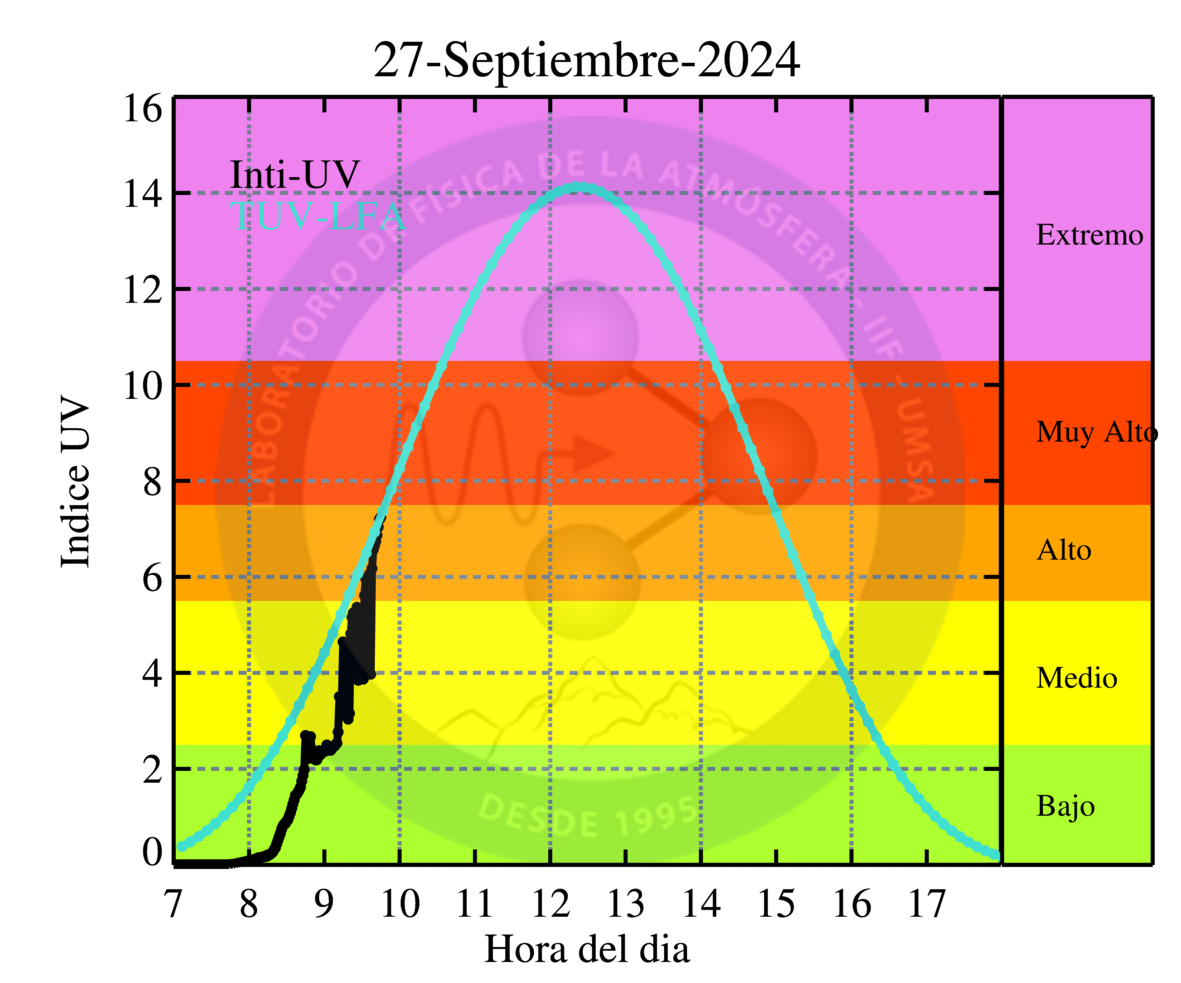 27-Septiembre-2024
Inti-UV
TUV-LFA
Indice UV
16
14
12
10
8
6
4
2
0
7 8 9 10 11 12 13 14 15 16 17
Hora del dia
Extremo
Muy Alto
Alto
Medio
Bajo
LABORATORIO DE FÍSICA DE LA ATMÓSFERA - IIF - UMSA
DESDE 1995